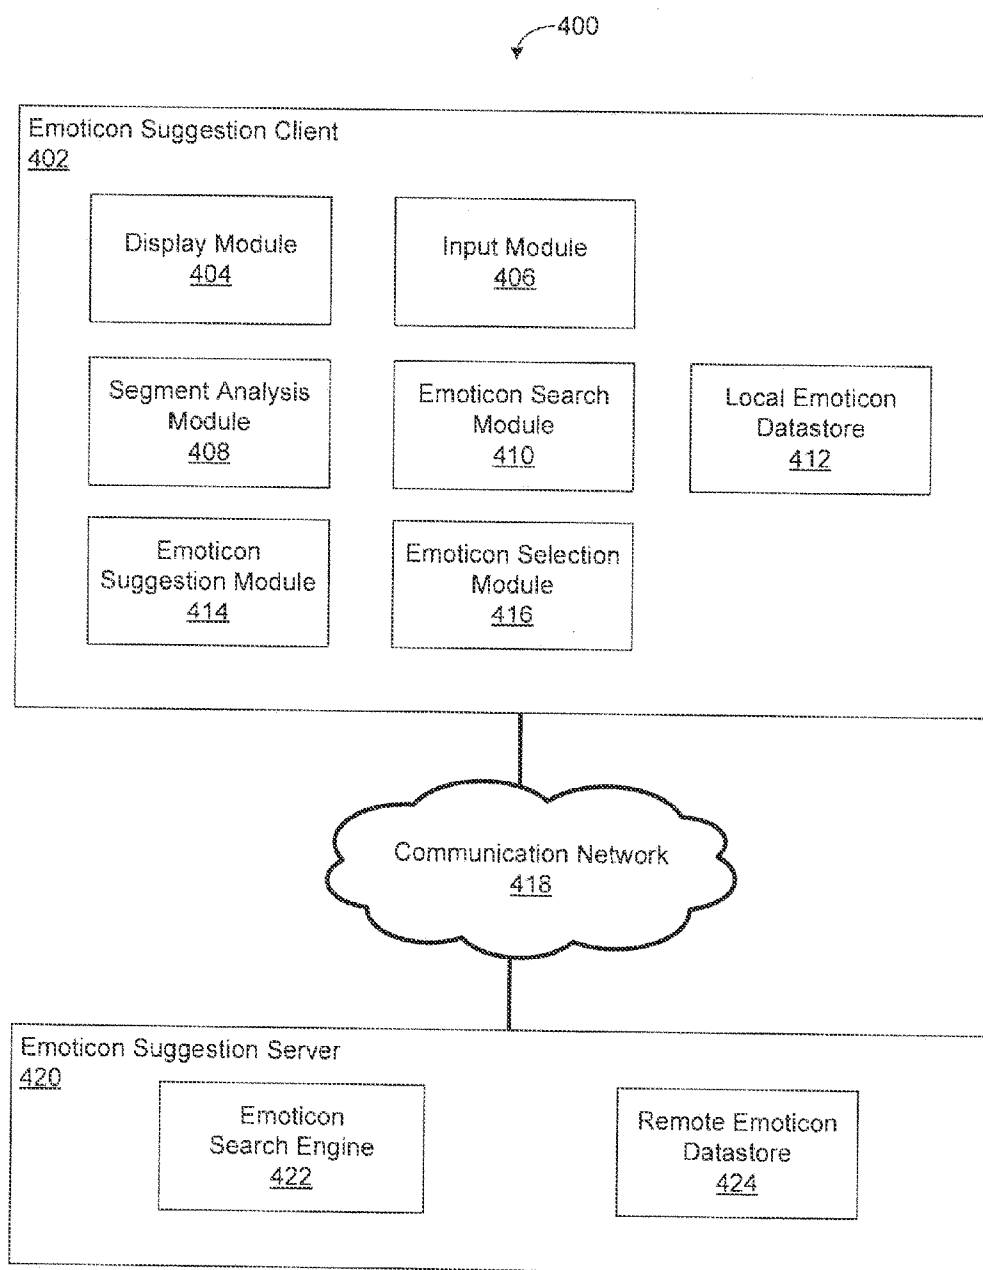 400
Emoticon Suggestion Client
402
Display Module
404
Input Module
406
Segment Analysis
Module
408
Emoticon Search
Module
410
Local Emoticon
Datastore
412
Emoticon
Suggestion Module
414
Emoticon Selection
Module
416
Communication Network
418
Emoticon Suggestion Server
420
Emoticon
Search Engine
422
Remote Emoticon
Datastore
424